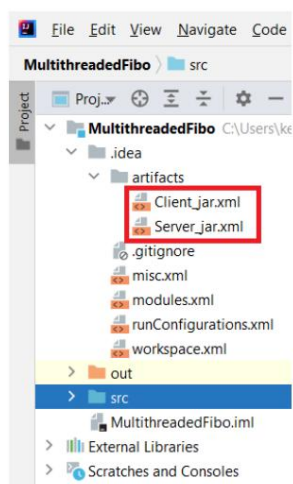 File Edit View Navigate Code
MultithreadedFibo src
Project
Proj...
MultithreadedFibo C:\Users\ke
.idea
artifacts
Client_jar.xml
Server_jar.xml
.gitignore
misc.xml
modules.xml
runConfigurations.xml
workspace.xml
out
src
MultithreadedFibo.iml
External Libraries
Scratches and Consoles